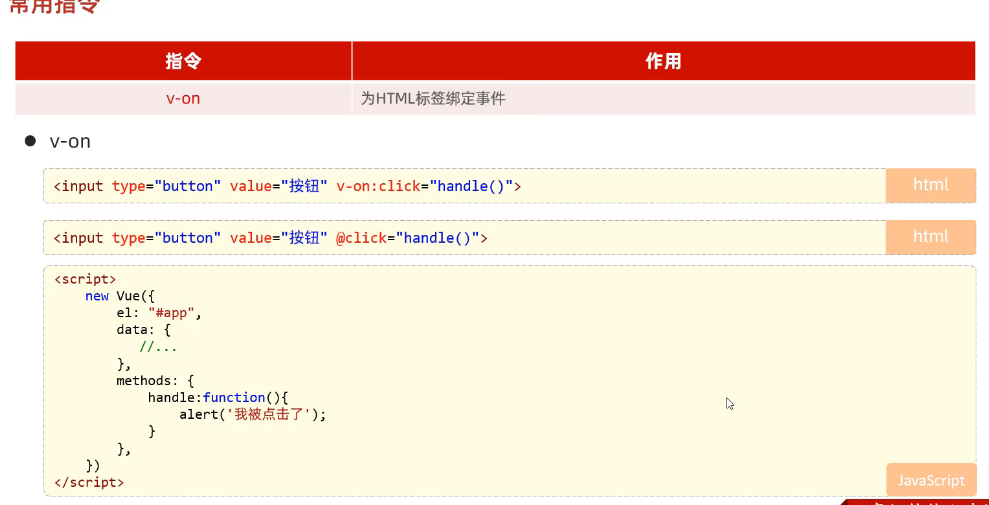 常用指令
指令 作用
v-on 为HTML标签绑定事件
● v-on
<input type="button" value="按钮" v-on:click="handle()"> html
<input type="button" value="按钮" @click="handle()"> html
<script>
new Vue({
el: "#app",
data: {
//...
},
methods: {
handle:function(){
alert('我被点击了');
}
},
})
</script>
JavaScript